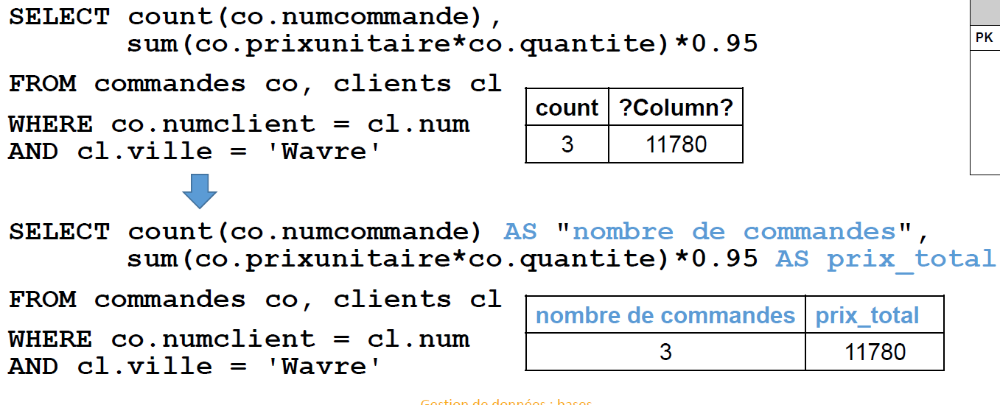 SELECT count(co.numcommande),
sum(co.prixunitaire*co.quantite)*0.95
PK
FROM commandes co, clients cl
WHERE co.numclient = cl.num
AND cl.ville = 'Wavre'
count ?Column?
3 11780
SELECT count(co.numcommande) AS "nombre de commandes",
sum(co.prixunitaire*co.quantite)*0.95 AS prix_total
FROM commandes co, clients cl
WHERE co.numclient = cl.num
AND cl.ville = 'Wavre'
nombre de commandes prix_total
3 11780
Gestion de données : bases